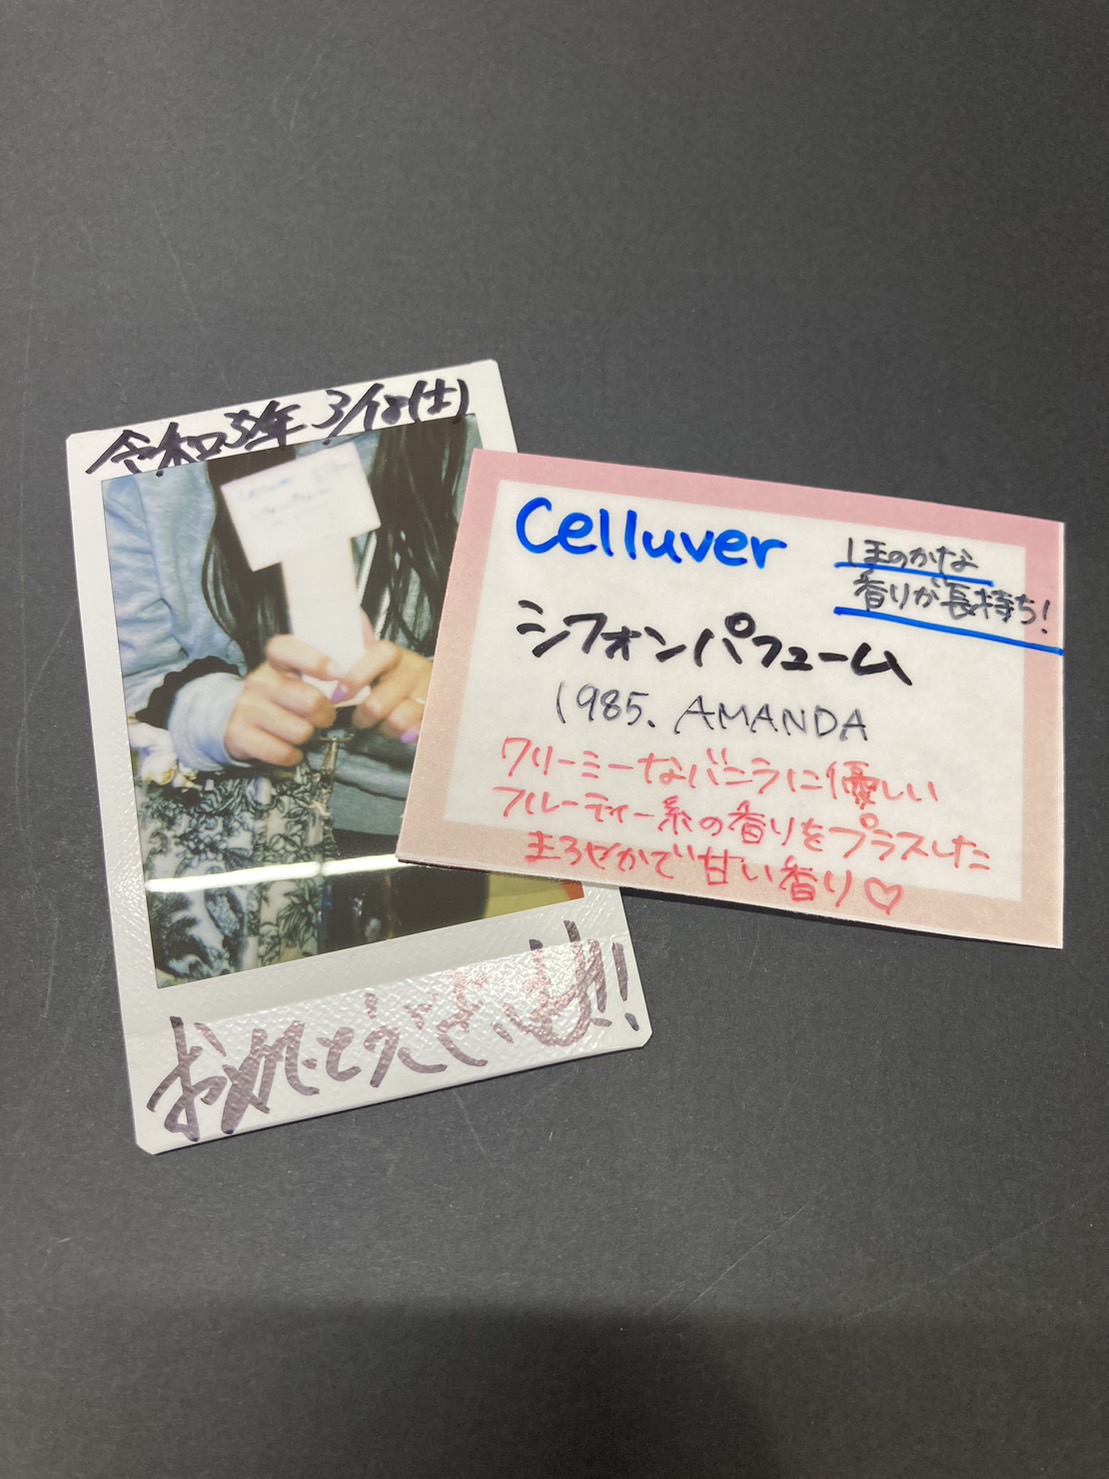 令和5年 3/18(土)
おめでとうございます!!
Celluver
ほのかな
香りが長持ち!
シフォンパフューム
1985. AMANDA
クリーミーなバニラに優しい
フルーティー系の香りをプラスした
まろやかで甘い香り♡